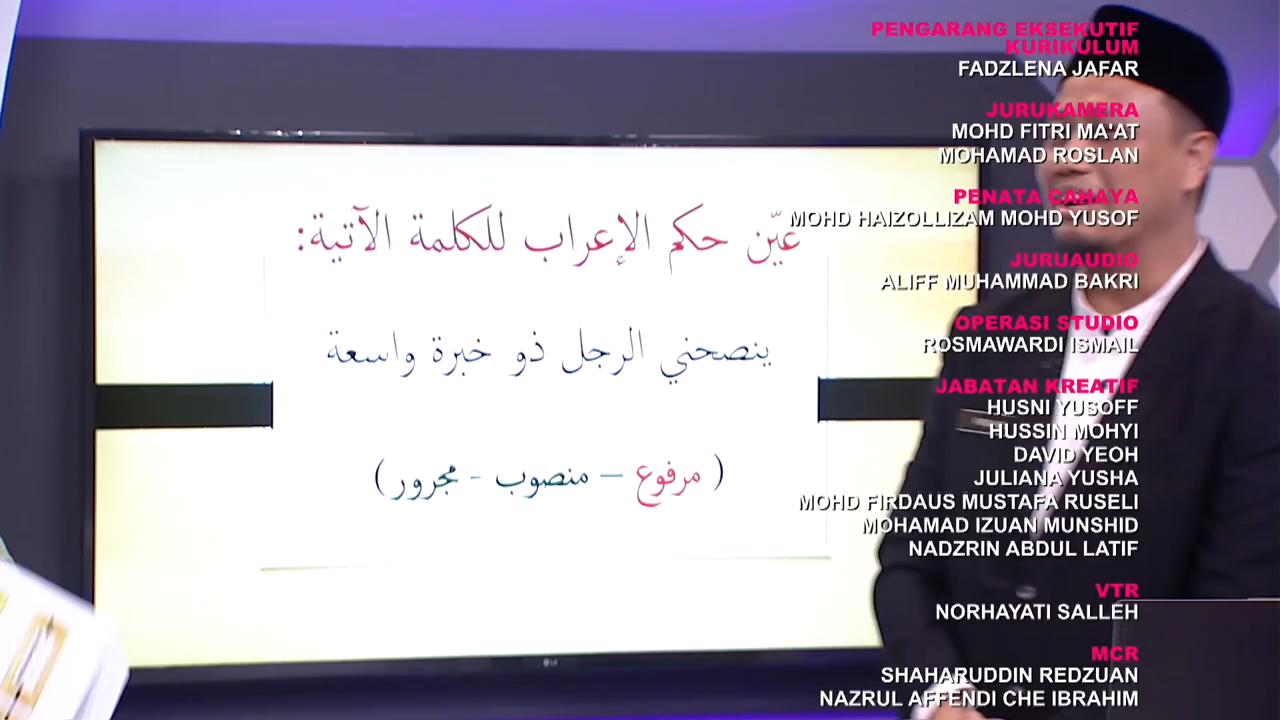 عيّن حكم الإعراب للكلمة الآتية:
ينصحني الرجل ذو خبرة واسعة
( مرفوع – منصوب - مجرور)
PENGARANG EKSEKUTIF
KURIKULUM
FADZLENA JAFAR
JURUKAMERA
MOHD FITRI MA'AT
MOHAMAD ROSLAN
PENATA CAHAYA
MOHD HAIZOLLIZAM MOHD YUSOF
JURUAUDIO
ALIFF MUHAMMAD BAKRI
OPERASI STUDIO
ROSMAWARDI ISMAIL
JABATAN KREATIF
HUSNI YUSOFF
HUSSIN MOHYI
DAVID YEOH
JULIANA YUSHA
MOHD FIRDAUS MUSTAFA RUSELI
MOHAMAD IZUAN MUNSHID
NADZRIN ABDUL LATIF
VTR
NORHAYATI SALLEH
MCR
SHAHARUDDIN REDZUAN
NAZRUL AFFENDI CHE IBRAHIM
LG